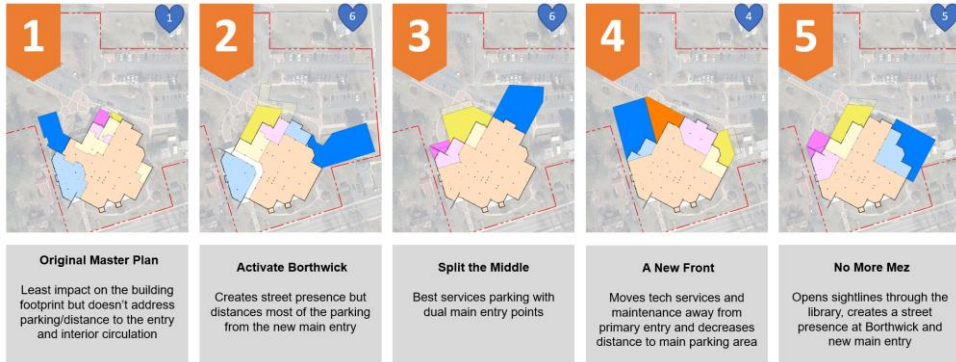 1
1
2
6
3
6
4
4
5
5
Original Master Plan
Least impact on the building
footprint but doesn't address
parking/distance to the entry
and interior circulation
Activate Borthwick
Creates street presence but
distances most of the parking
from the new main entry
Split the Middle
Best services parking with
dual main entry points
A New Front
Moves tech services and
maintenance away from
primary entry and decreases
distance to main parking area
No More Mez
Opens sightlines through the
library, creates a street
presence at Borthwick and
new main entry